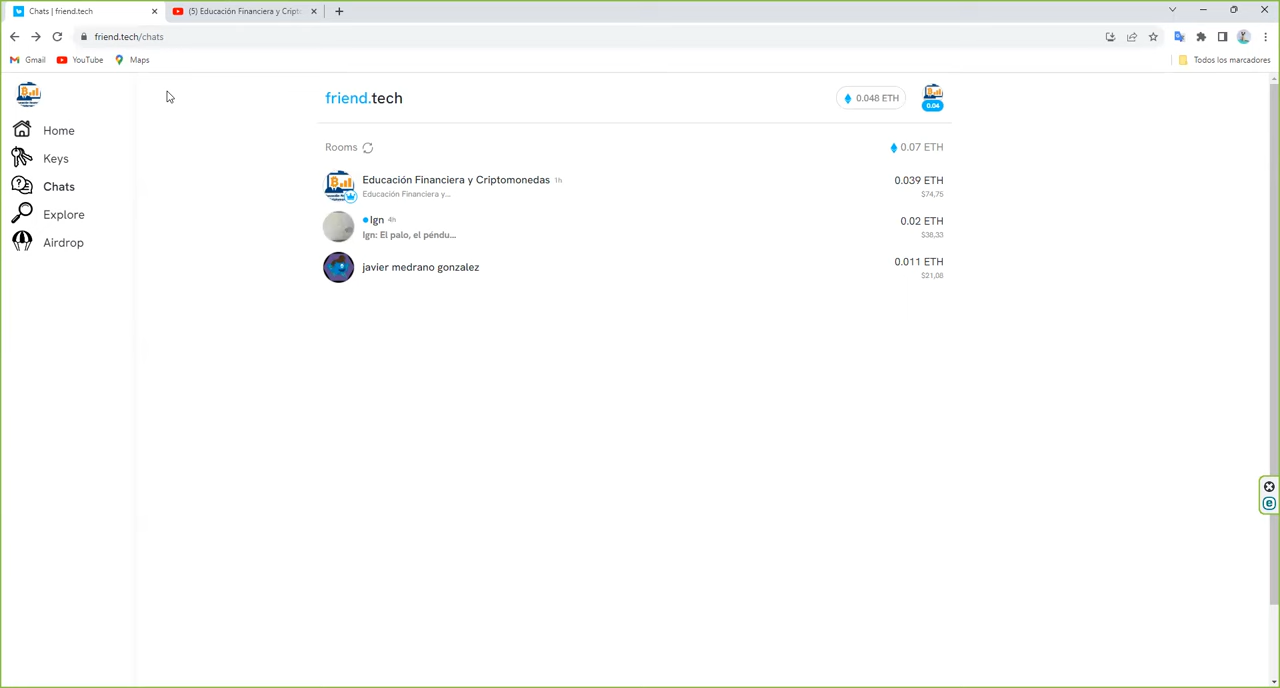 Chats | friend.tech
(5) Educación Financiera y Cript
friend.tech/chats
Gmail YouTube Maps Todos los marcadores
friend.tech 0.048 ETH
0.04
Home
Keys
Chats
Explore
Airdrop
Rooms 0.07 ETH
Educación Financiera y Criptomonedas 1h 0.039 ETH
Educación Financiera y... $74,75
Ign 4h 0.02 ETH
Ign: El palo, el péndu... $38,33
javier medrano gonzalez 0.011 ETH
$21,08